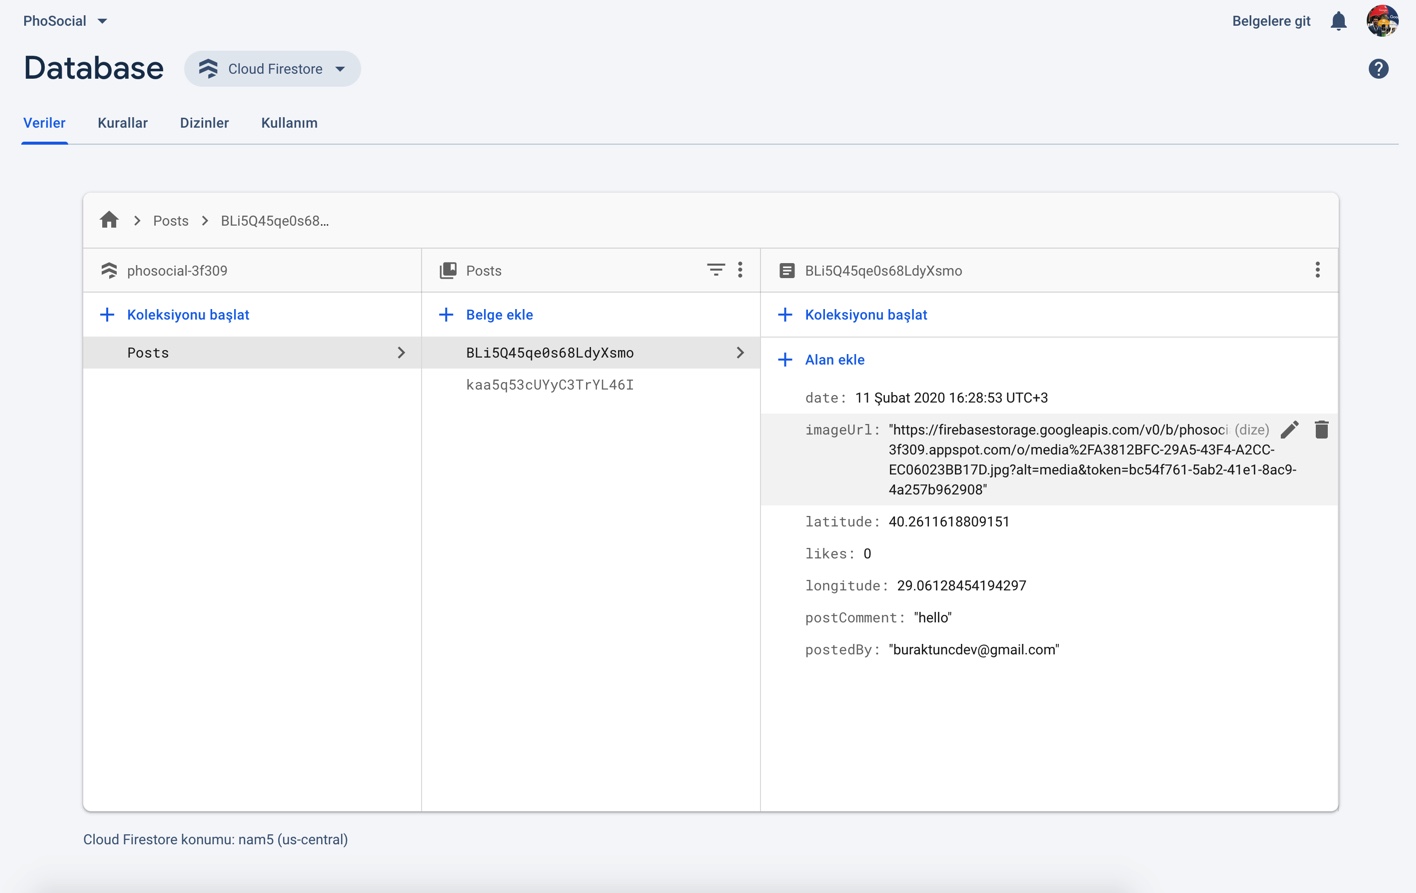 PhoSocial
Belgelere git
Database
Cloud Firestore
Veriler
Kurallar
Dizinler
Kullanım
Posts
BLi5Q45qe0s68...
phosocial-3f309
Posts
BLi5Q45qe0s68LdyXsmo
Koleksiyonu başlat
Belge ekle
Koleksiyonu başlat
Posts
BLi5Q45qe0s68LdyXsmo
kaa5q53cUYyC3TrYL46I
Alan ekle
date: 11 Şubat 2020 16:28:53 UTC+3
imageUrl: "https://firebasestorage.googleapis.com/v0/b/phosoci (dize)
3f309.appspot.com/o/media%2FA3812BFC-29A5-43F4-A2CC-
EC06023BB17D.jpg?alt=media&token=bc54f761-5ab2-41e1-8ac9-
4a257b962908"
latitude: 40.2611618809151
likes: 0
longitude: 29.06128454194297
postComment: "hello"
postedBy: "buraktuncdev@gmail.com"
Cloud Firestore konumu: nam5 (us-central)